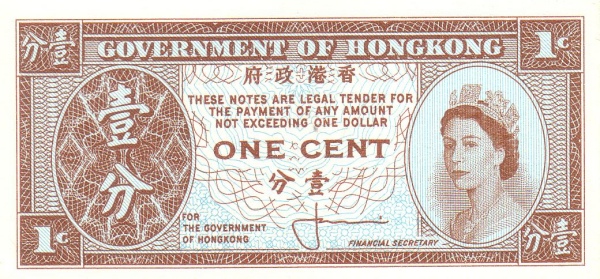 分壹
GOVERNMENT OF HONGKONG
1¢
府政港香
THESE NOTES ARE LEGAL TENDER FOR
THE PAYMENT OF ANY AMOUNT
NOT EXCEEDING ONE DOLLAR
壹
分
ONE CENT
分壹
FOR
THE GOVERNMENT
OF HONGKONG
FINANCIAL SECRETARY
1¢
分壹